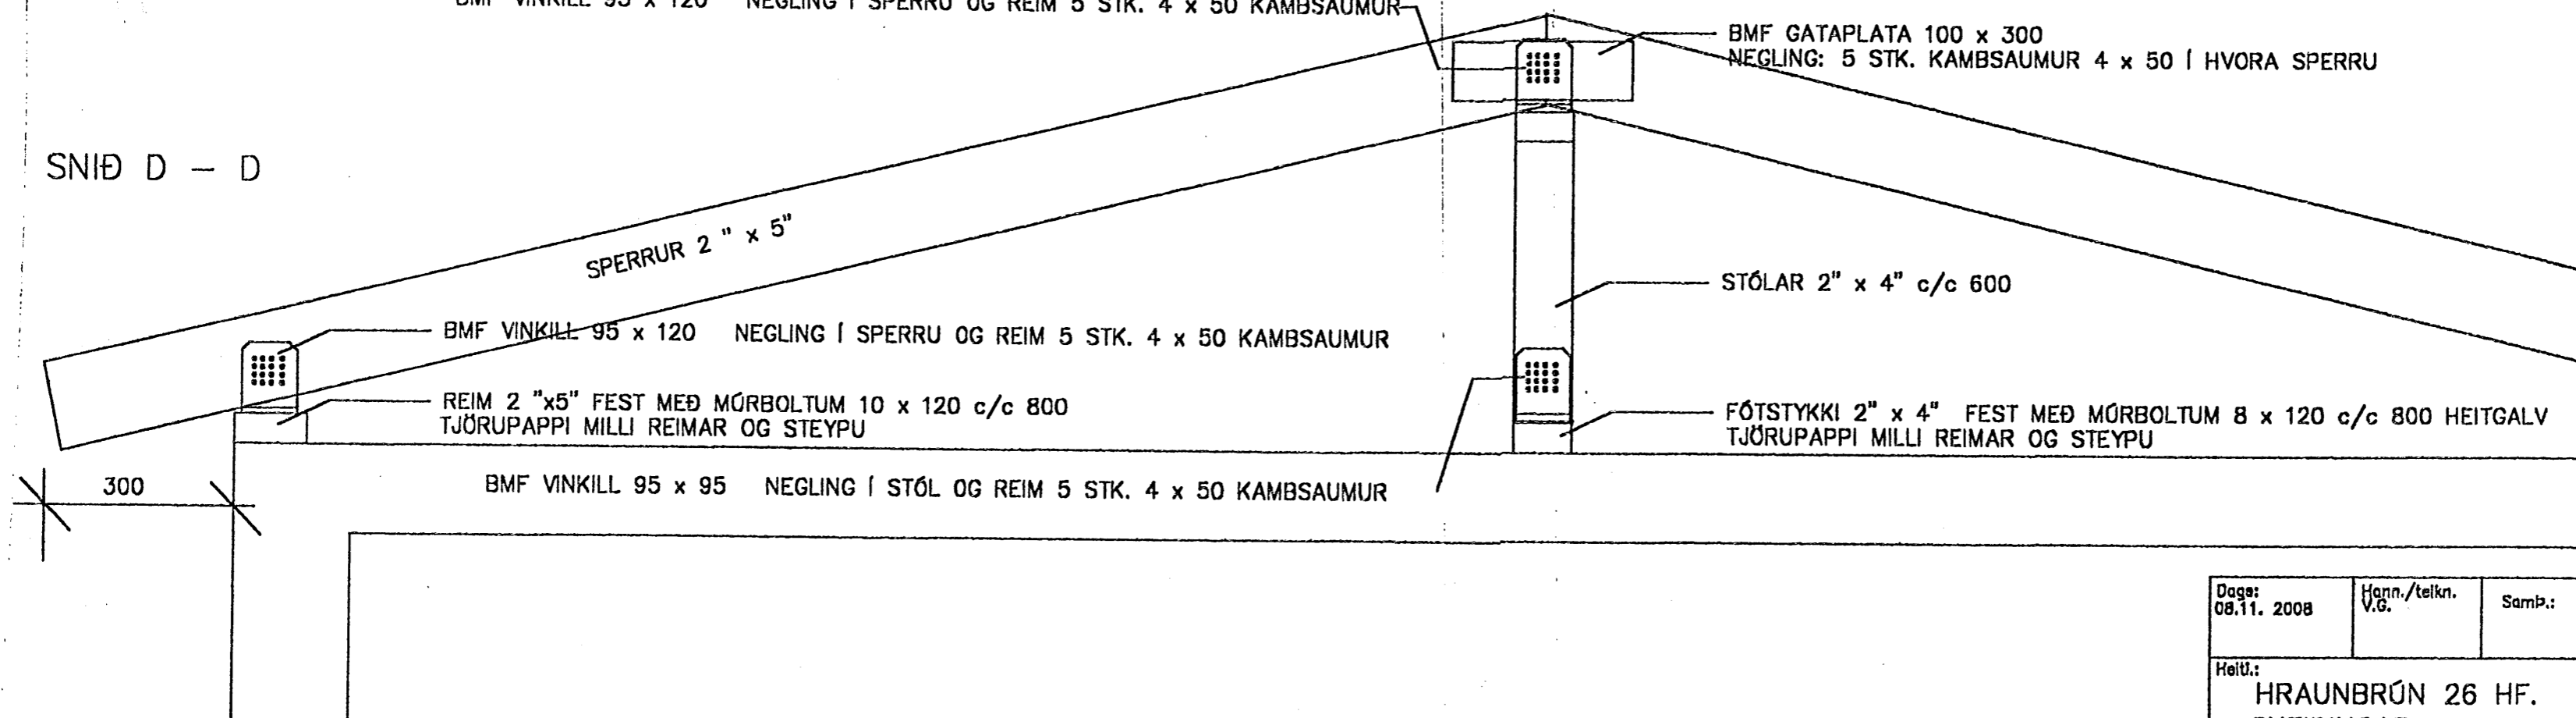 BMF VINKILL 95 x 120 NEGLING Í SPERRU OG REIM 5 STK. 4 x 50 KAMBSAUMUR
BMF GATAPLATA 100 x 300
NEGLING: 5 STK. KAMBSAUMUR 4 x 50 Í HVORA SPERRU
SNIÐ D - D
SPERRUR 2 " x 5"
STÓLAR 2" x 4" c/c 600
BMF VINKILL 95 x 120 NEGLING Í SPERRU OG REIM 5 STK. 4 x 50 KAMBSAUMUR
REIM 2 "x5" FEST MEÐ MÚRBOLTUM 10 x 120 c/c 800
TJÖRUPAPPI MILLI REIMAR OG STEYPU
FÓTSTYKKI 2" x 4" FEST MEÐ MÚRBOLTUM 8 x 120 c/c 800 HEITGALV
TJÖRUPAPPI MILLI REIMAR OG STEYPU
300
BMF VINKILL 95 x 95 NEGLING Í STÓL OG REIM 5 STK. 4 x 50 KAMBSAUMUR
Dags:
08.11. 2008
Hann./teikn.
V.G.
Samþ.:
Heiti.:
HRAUNBRÚN 26 HF.